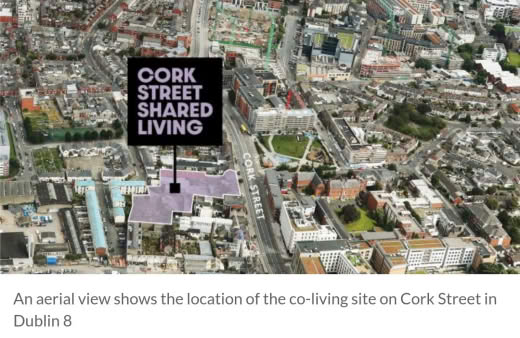 CORK
STREET
SHARED
LIVING
CORK STREET
An aerial view shows the location of the co-living site on Cork Street in
Dublin 8